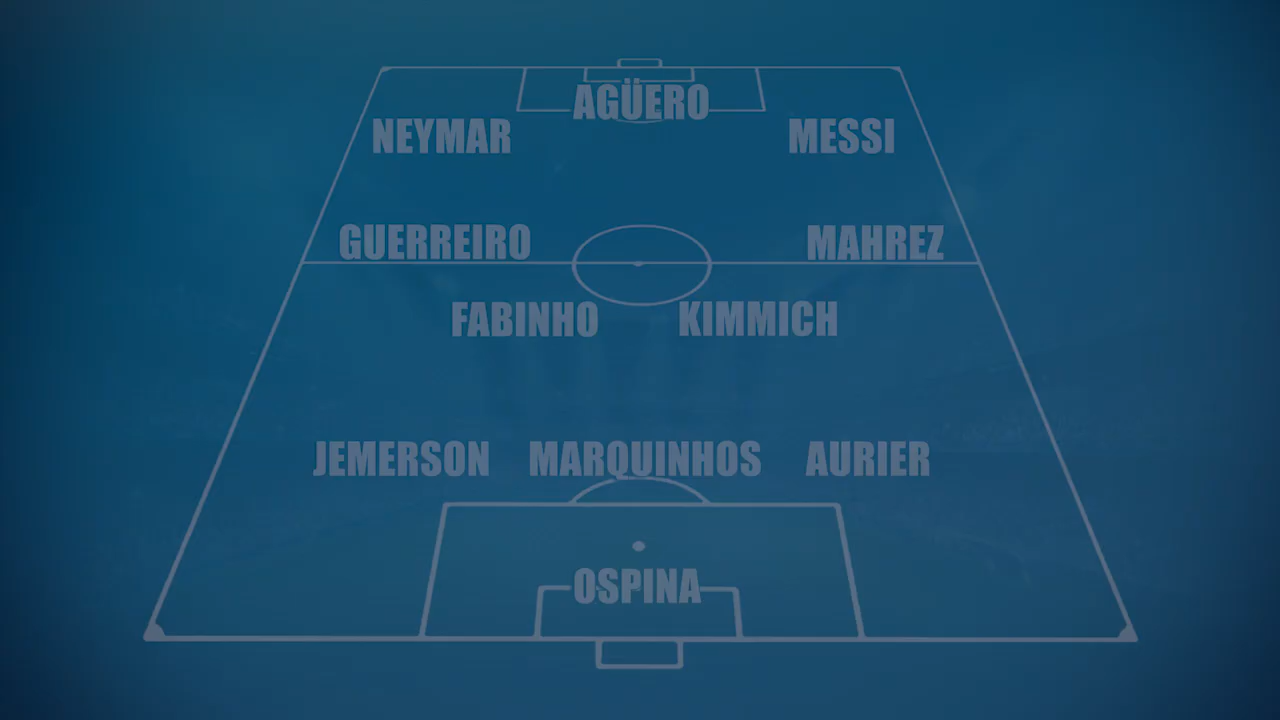 AGÜERO
NEYMAR MESSI
GUERREIRO MAHREZ
FABINHO KIMMICH
JEMERSON MARQUINHOS AURIER
OSPINA